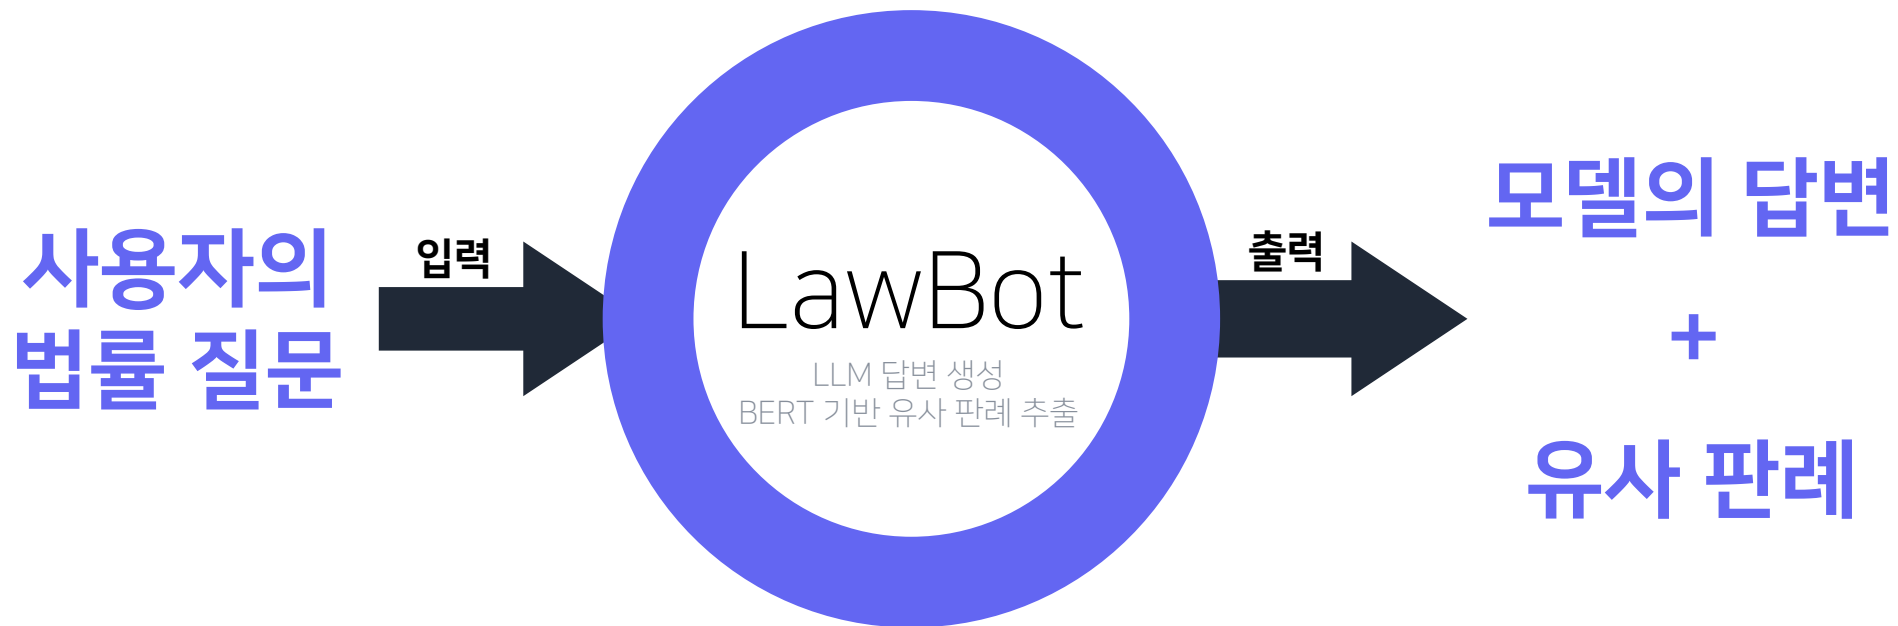 사용자의
법률 질문
입력
LawBot
LLM 답변 생성
BERT 기반 유사 판례 추출
출력
모델의 답변
+
유사 판례